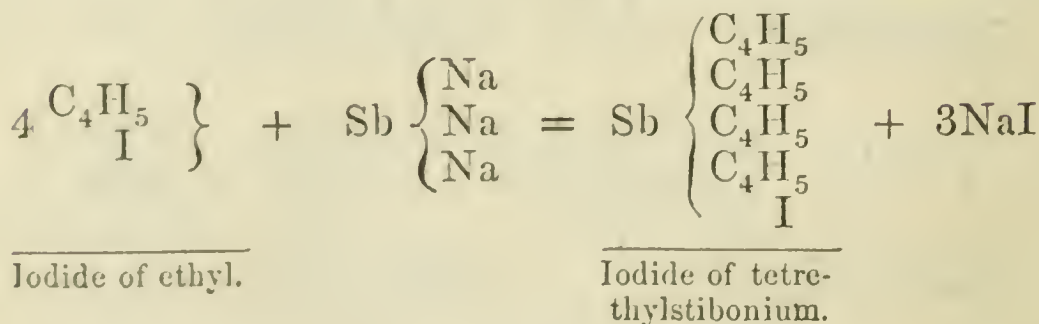 4 C₄H₅ I } + Sb { Na Na Na = Sb { C₄H₅ C₄H₅ C₄H₅ C₄H₅ I + 3NaI
Iodide of ethyl.
Iodide of tetre-
thylstibonium.